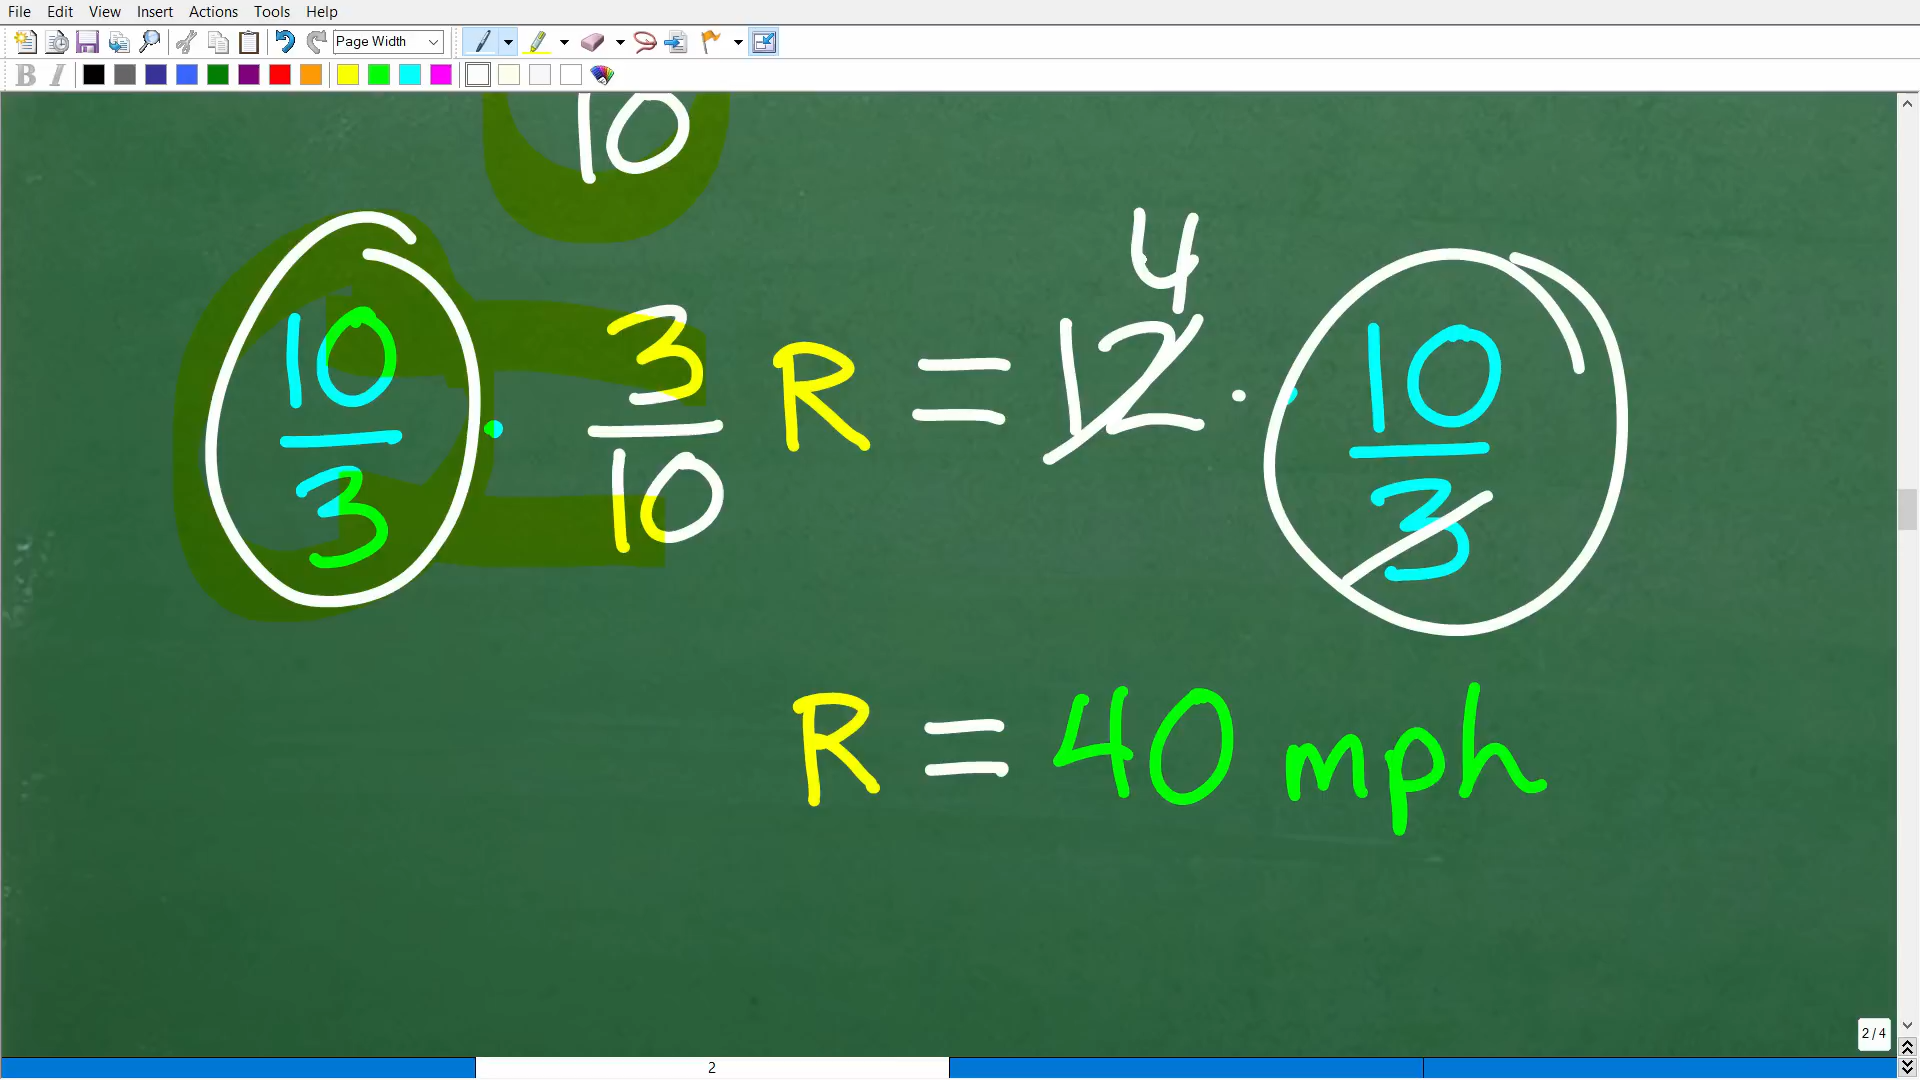 File Edit View Insert Actions Tools Help
Page Width
B I
10
10/3 · 3/10 R = 12 · 10/3
4
R = 40 mph
2 / 4
2